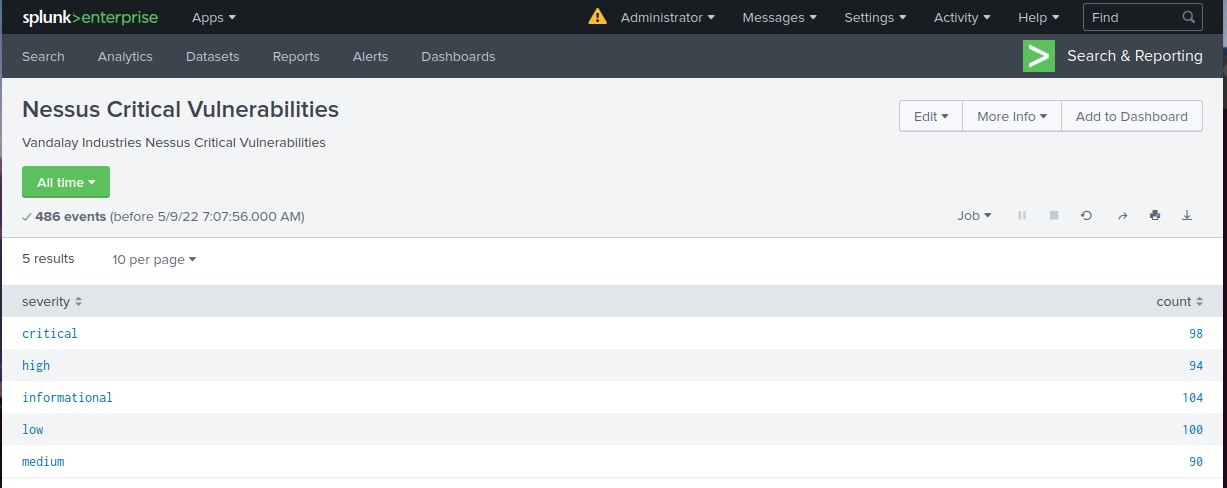 splunk>enterprise Apps Administrator Messages Settings Activity Help Find
Search Analytics Datasets Reports Alerts Dashboards Search & Reporting
Nessus Critical Vulnerabilities
Edit More Info Add to Dashboard
Vandalay Industries Nessus Critical Vulnerabilities
All time
486 events (before 5/9/22 7:07:56.000 AM) Job
5 results 10 per page
severity count
critical 98
high 94
informational 104
low 100
medium 90